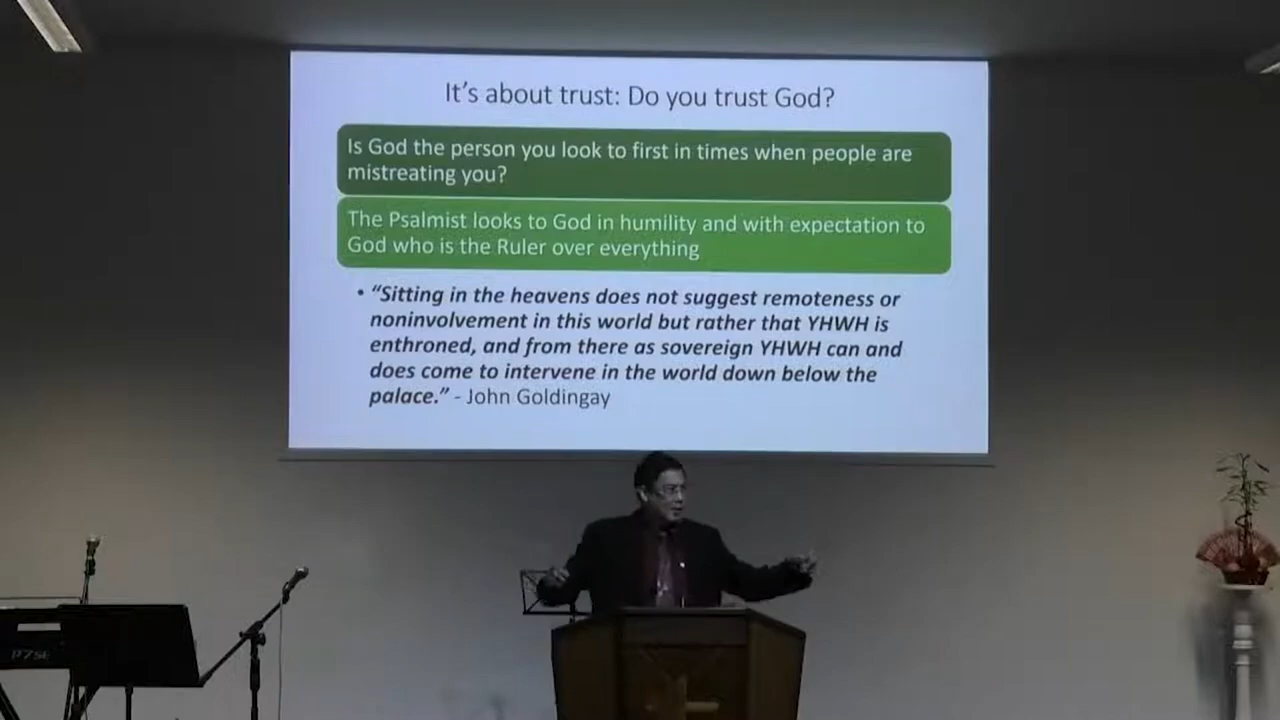 It's about trust: Do you trust God?
Is God the person you look to first in times when people are
mistreating you?
The Psalmist looks to God in humility and with expectation to
God who is the Ruler over everything
• “Sitting in the heavens does not suggest remoteness or
noninvolvement in this world but rather that YHWH is
enthroned, and from there as sovereign YHWH can and
does come to intervene in the world down below the
palace.” - John Goldingay